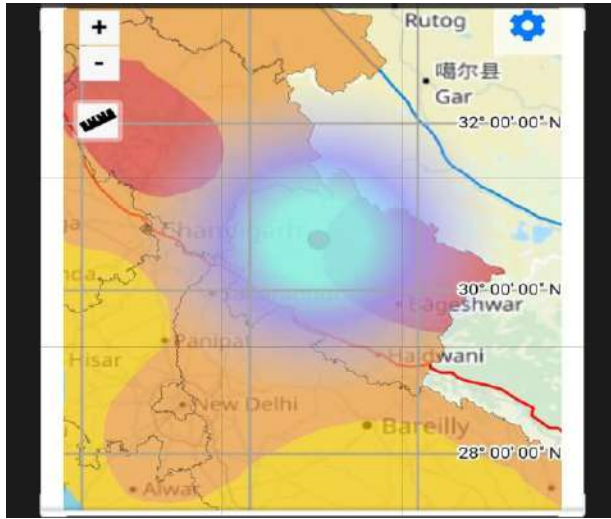 +
Rutog
-
噶尔县
Gar
32° 00' 00" N
Chandigarh
30° 00' 00" N
Bageshwar
Panipat
Hisar
Haldwani
New Delhi
Bareilly
28° 00' 00" N
Alwar